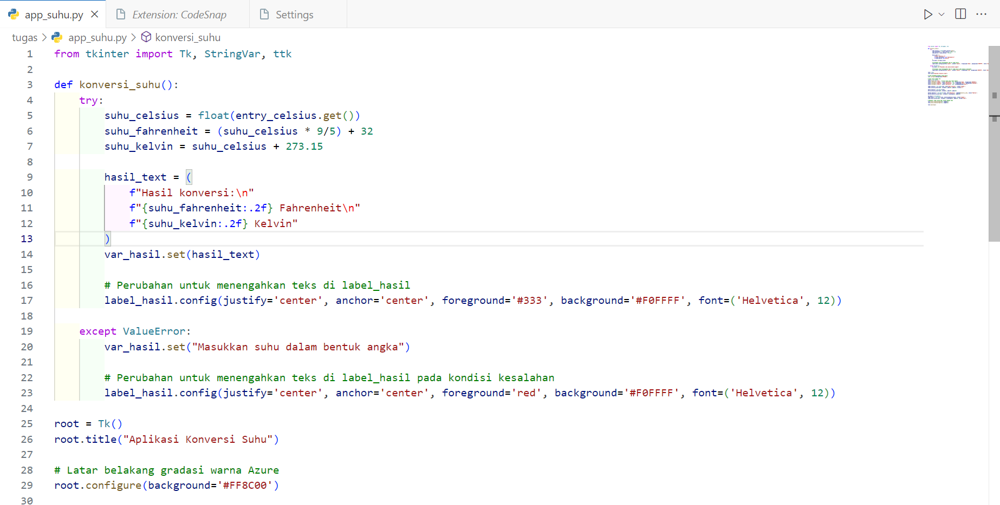 app_suhu.py
Extension: CodeSnap
Settings
tugas > app_suhu.py > konversi_suhu
1 from tkinter import Tk, StringVar, ttk
2
3 def konversi_suhu():
4     try:
5         suhu_celsius = float(entry_celsius.get())
6         suhu_fahrenheit = (suhu_celsius * 9/5) + 32
7         suhu_kelvin = suhu_celsius + 273.15
8
9         hasil_text = (
10             f"Hasil konversi:\n"
11             f"{suhu_fahrenheit:.2f} Fahrenheit\n"
12             f"{suhu_kelvin:.2f} Kelvin"
13         )
14         var_hasil.set(hasil_text)
15
16         # Perubahan untuk menengahkan teks di label_hasil
17         label_hasil.config(justify='center', anchor='center', foreground='#333', background='#F0FFFF', font=('Helvetica', 12))
18
19     except ValueError:
20         var_hasil.set("Masukkan suhu dalam bentuk angka")
21
22         # Perubahan untuk menengahkan teks di label_hasil pada kondisi kesalahan
23         label_hasil.config(justify='center', anchor='center', foreground='red', background='#F0FFFF', font=('Helvetica', 12))
24
25 root = Tk()
26 root.title("Aplikasi Konversi Suhu")
27
28 # Latar belakang gradasi warna Azure
29 root.configure(background='#FF8C00')
30